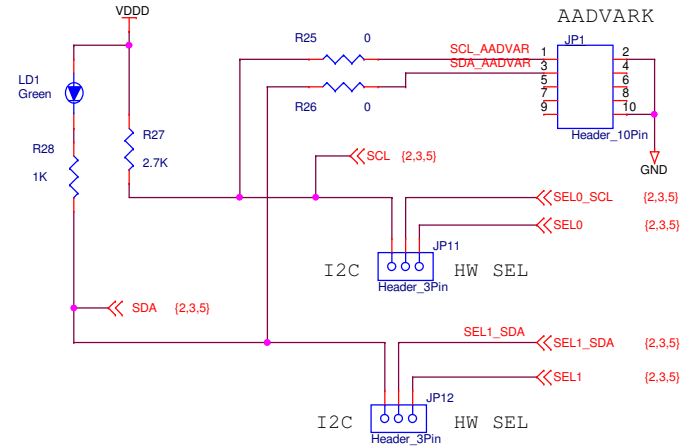 VDDD
AADVARK
R25 0
SCL_AADVAR
JP1
1 2
SDA_AADVAR
3 4
5 6
7 8
9 10
LD1
Green
R26 0
Header_10Pin
R27
2.7K
R28
1K
SCL {2,3,5}
GND
SEL0_SCL {2,3,5}
SEL0 {2,3,5}
JP11
I2C HW SEL
Header_3Pin
SDA {2,3,5}
SEL1_SDA
SEL1_SDA {2,3,5}
SEL1 {2,3,5}
JP12
I2C HW SEL
Header_3Pin